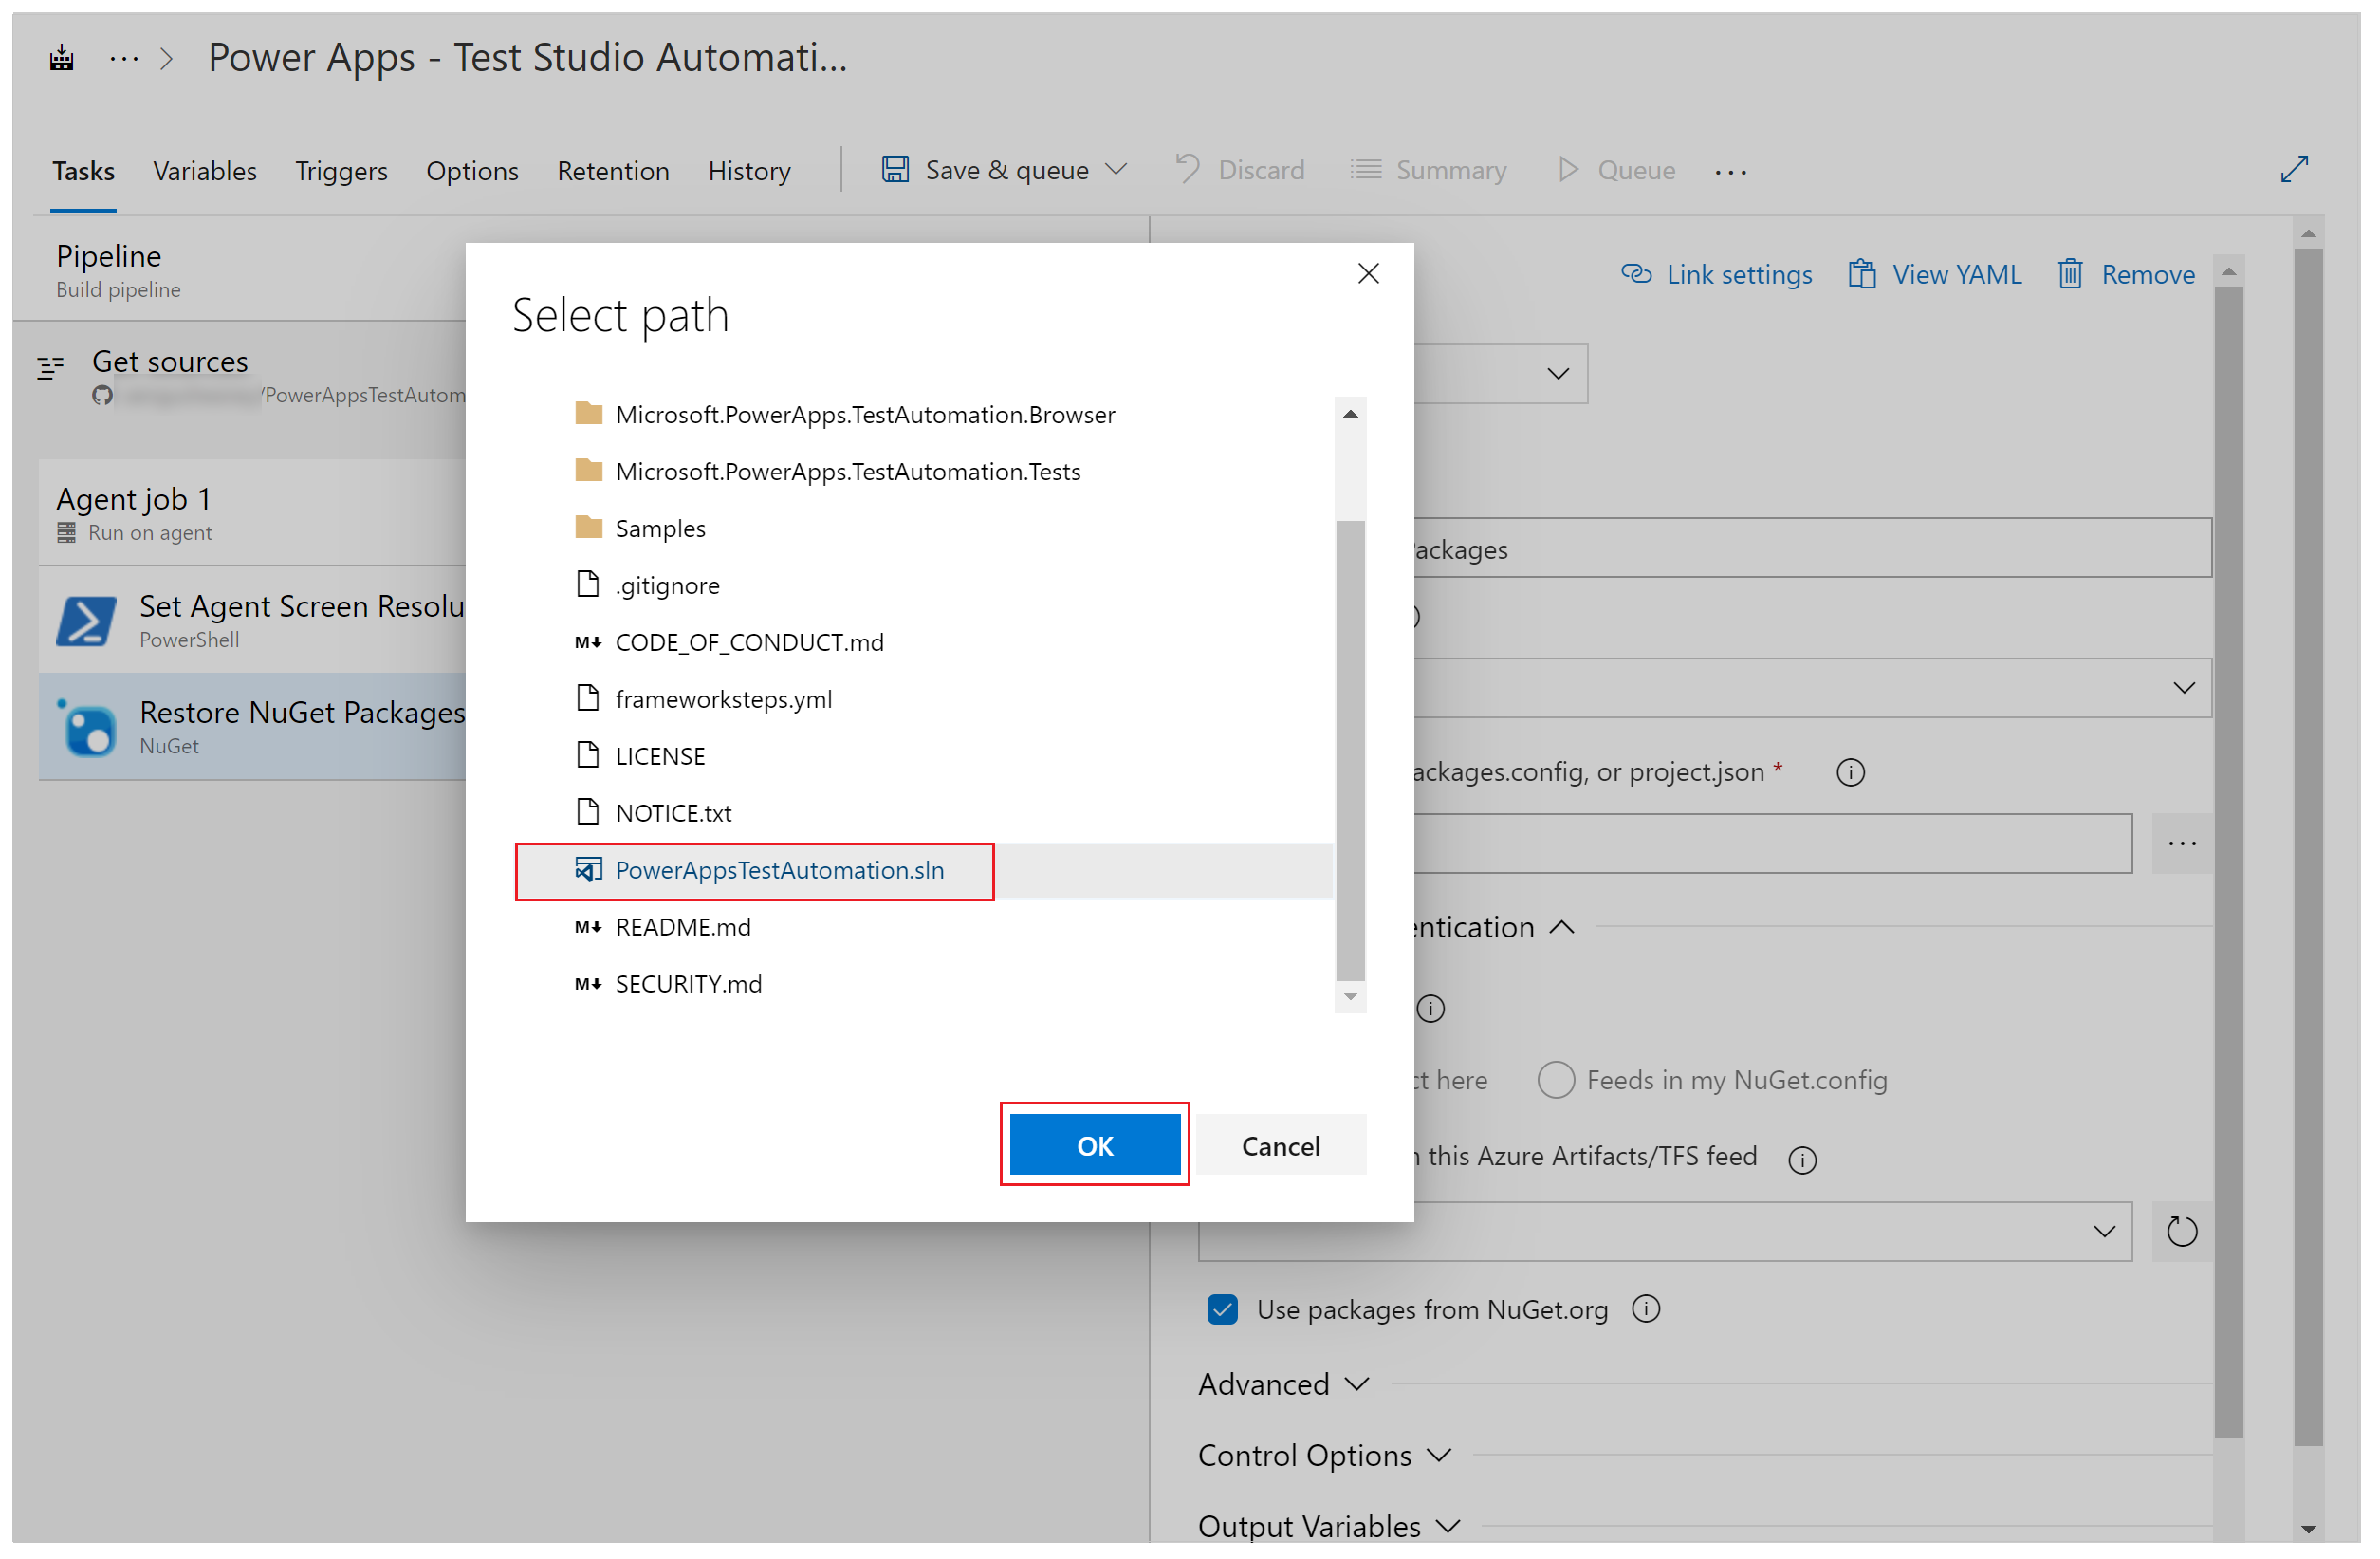 Power Apps - Test Studio Automati...
Tasks Variables Triggers Options Retention History Save & queue Discard Summary Queue ...
Pipeline
Build pipeline
Get sources
/PowerAppsTestAutom
Agent job 1
Run on agent
Set Agent Screen Resolu
PowerShell
Restore NuGet Packages
NuGet
Select path
Microsoft.PowerApps.TestAutomation.Browser
Microsoft.PowerApps.TestAutomation.Tests
Samples
.gitignore
M↓ CODE_OF_CONDUCT.md
frameworksteps.yml
LICENSE
NOTICE.txt
PowerAppsTestAutomation.sln
M↓ README.md
M↓ SECURITY.md
OK Cancel
Link settings View YAML Remove
ackages
ackages.config, or project.json *
...
entication
ct here Feeds in my NuGet.config
this Azure Artifacts/TFS feed
Use packages from NuGet.org
Advanced
Control Options
Output Variables